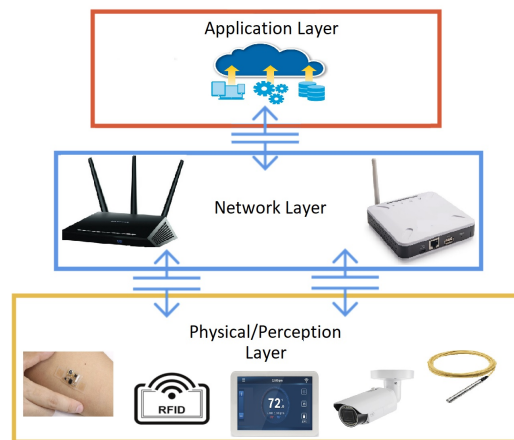 Application Layer
Network Layer
Physical/Perception
Layer
RFID
72